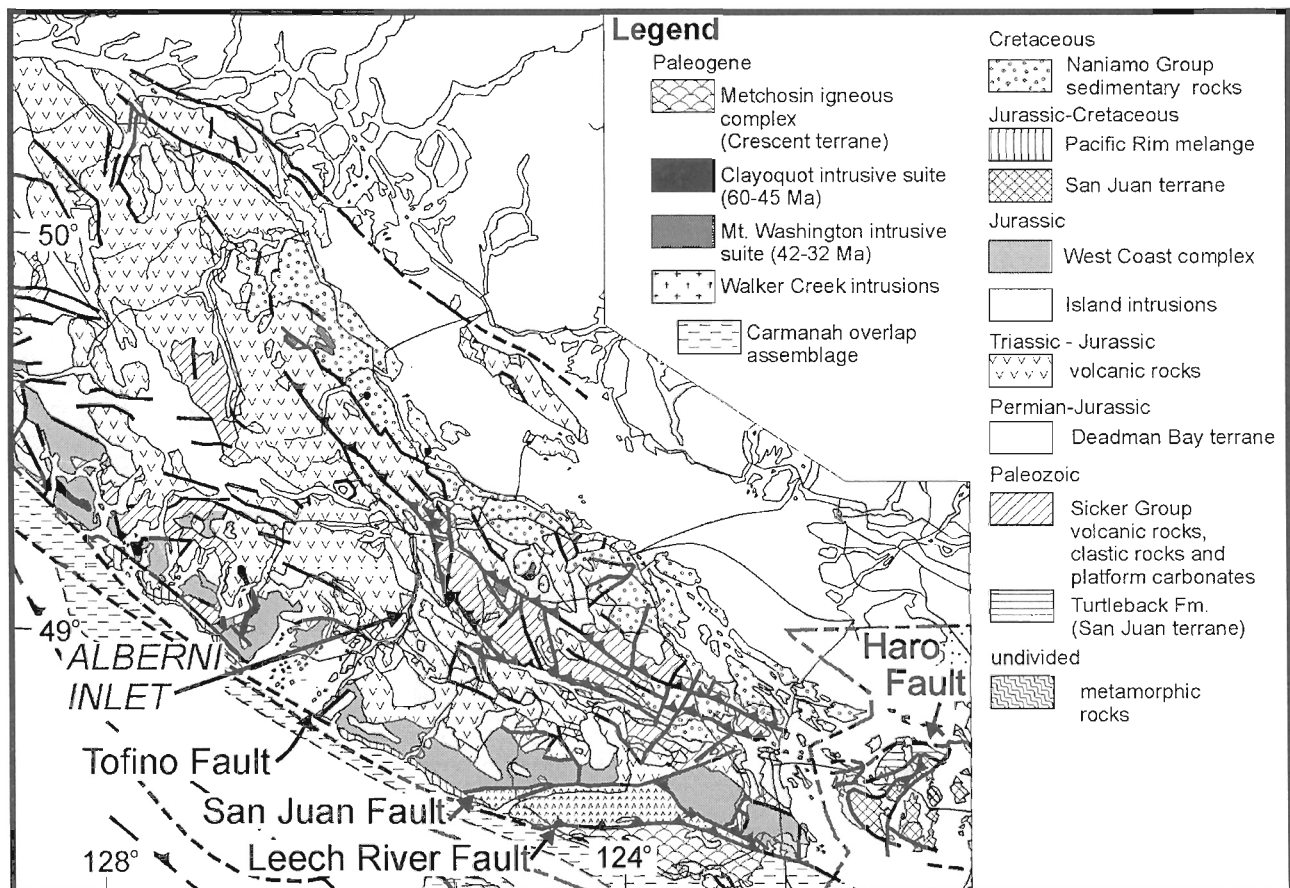 Legend
Paleogene
Metchosin igneous
complex
(Crescent terrane)
Clayoquot intrusive suite
(60-45 Ma)
Mt. Washington intrusive
suite (42-32 Ma)
Walker Creek intrusions
Carmanah overlap
assemblage
Cretaceous
Naniamo Group
sedimentary rocks
Jurassic-Cretaceous
Pacific Rim melange
San Juan terrane
Jurassic
West Coast complex
Island intrusions
Triassic - Jurassic
volcanic rocks
Permian-Jurassic
Deadman Bay terrane
Paleozoic
Sicker Group
volcanic rocks,
clastic rocks and
platform carbonates
Turtleback Fm.
(San Juan terrane)
undivided
metamorphic
rocks
50°
49°
ALBERNI
INLET
Haro
Fault
Tofino Fault
San Juan Fault
Leech River Fault
128°
124°